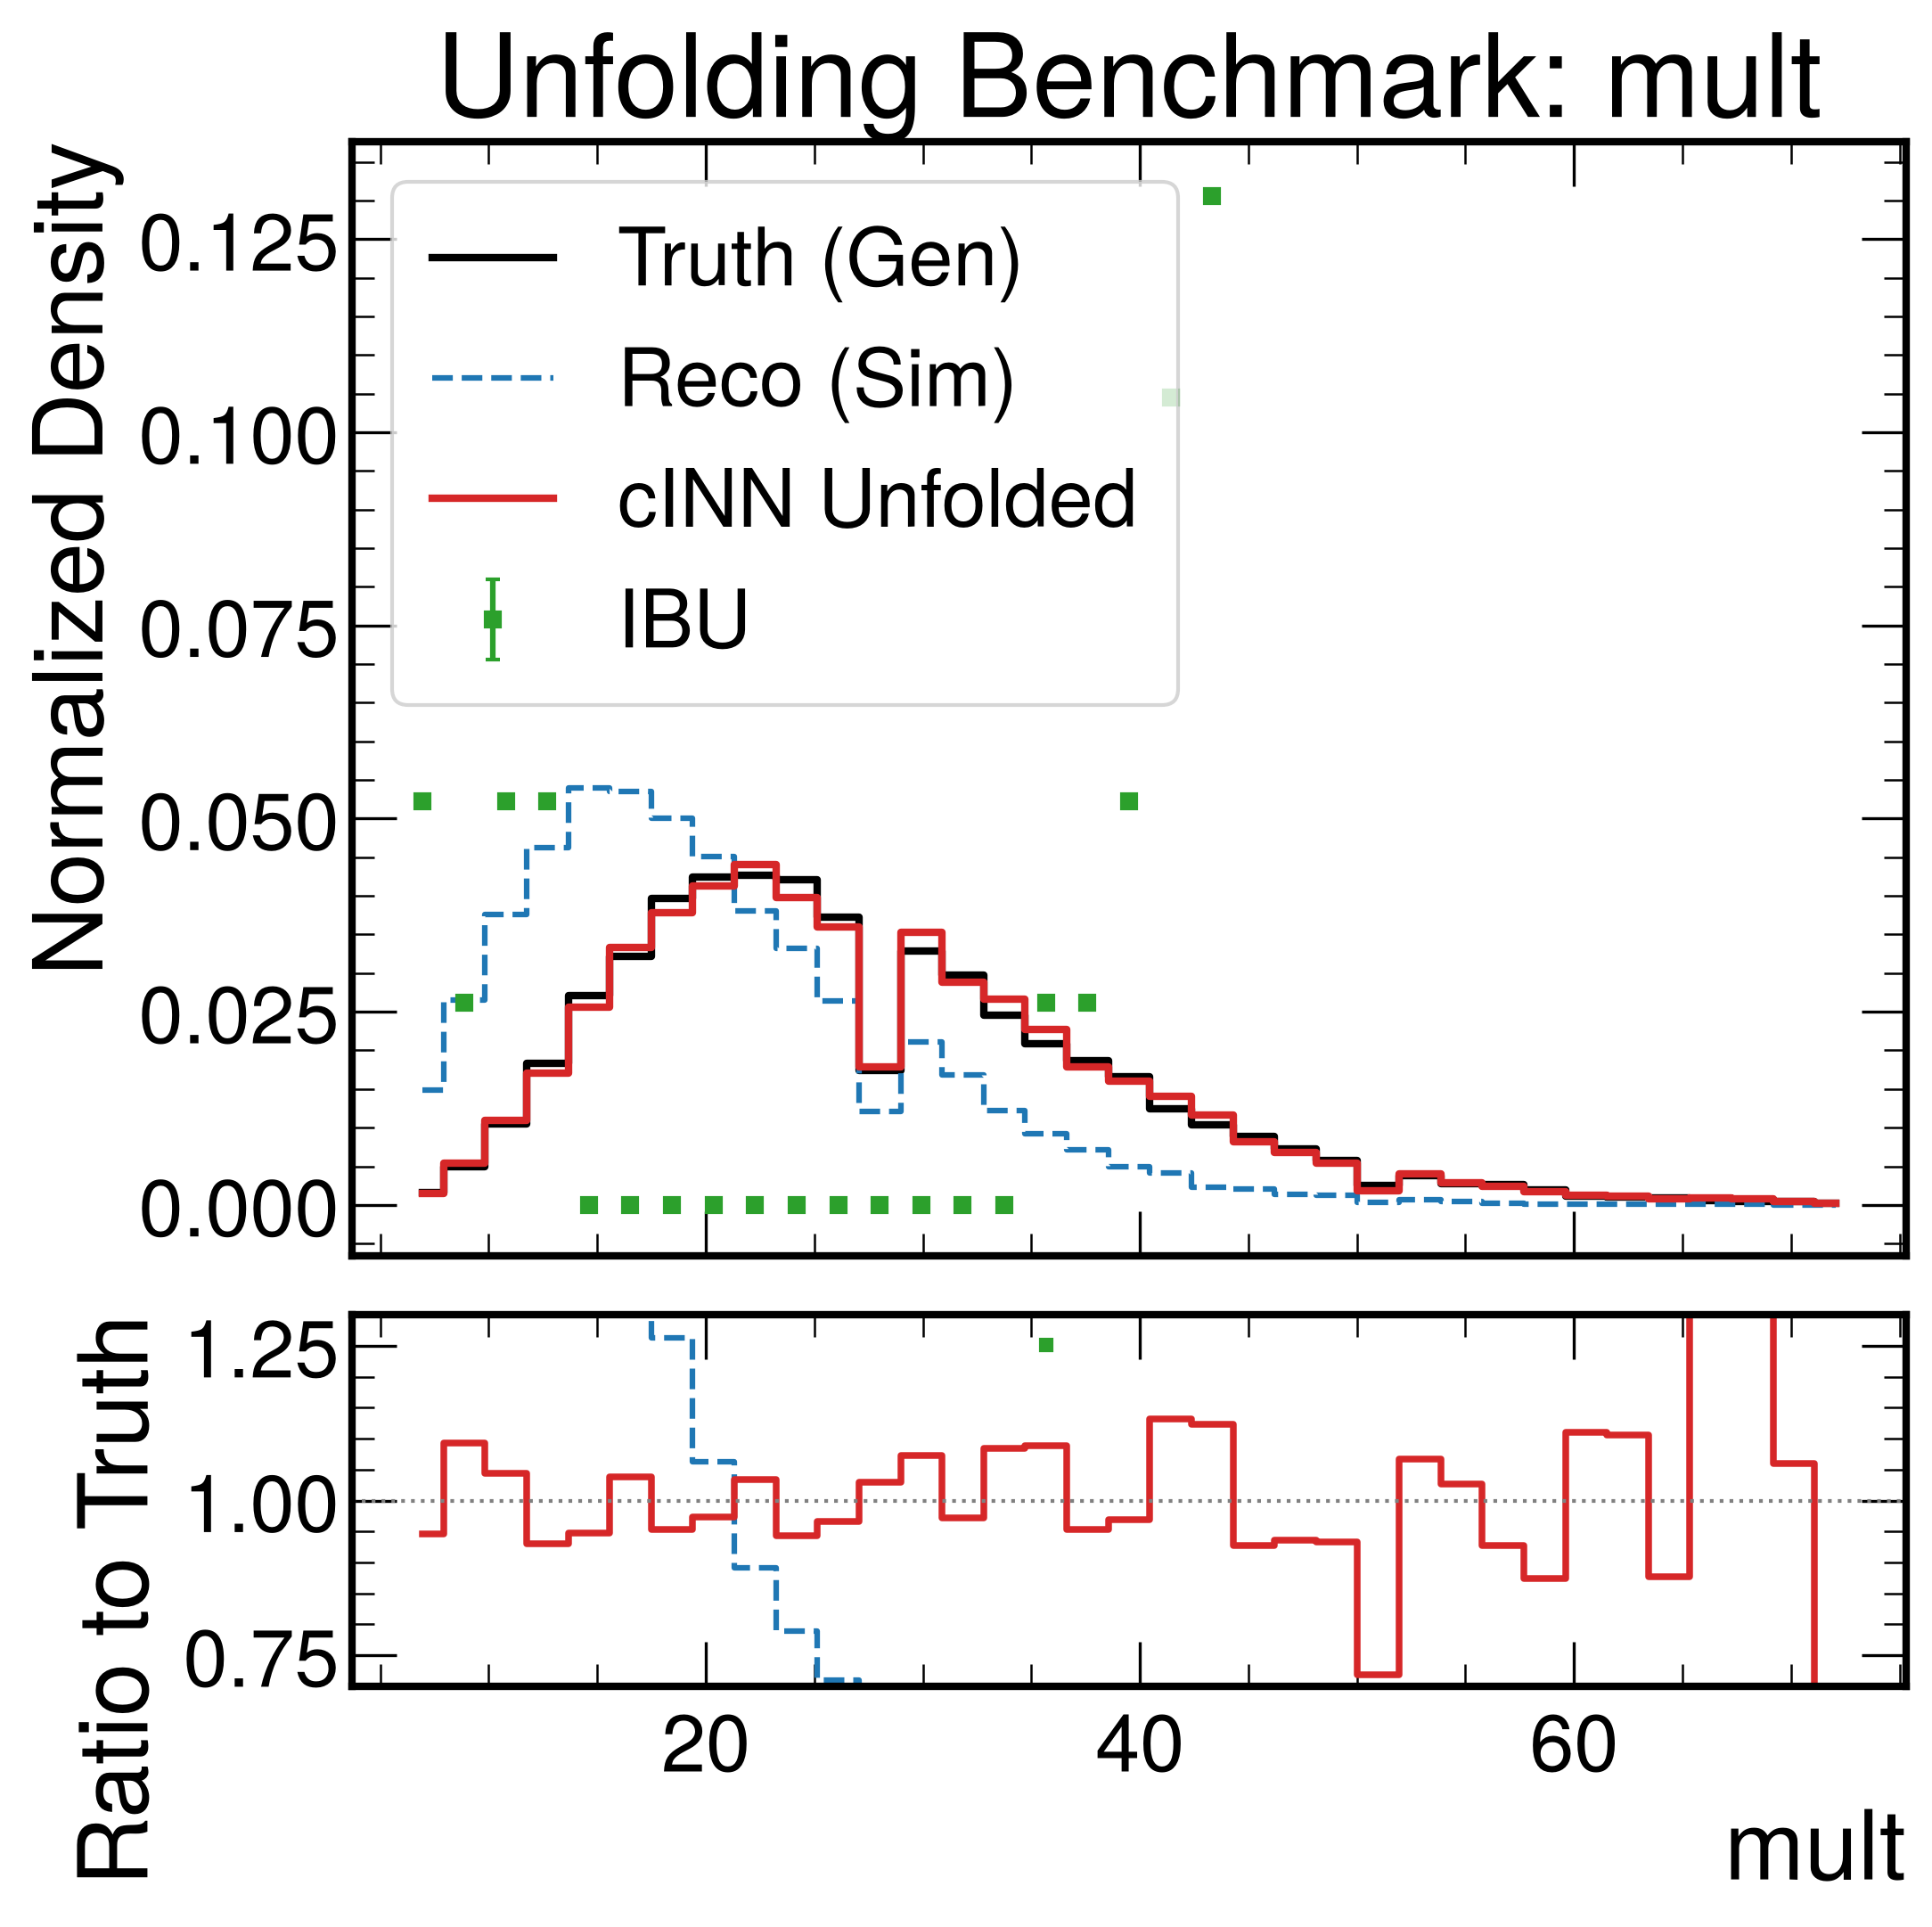 Unfolding Benchmark: mult
Normalized Density
0.125
0.100
0.075
0.050
0.025
0.000
Truth (Gen)
Reco (Sim)
cINN Unfolded
IBU
Ratio to Truth
1.25
1.00
0.75
20 40 60
mult